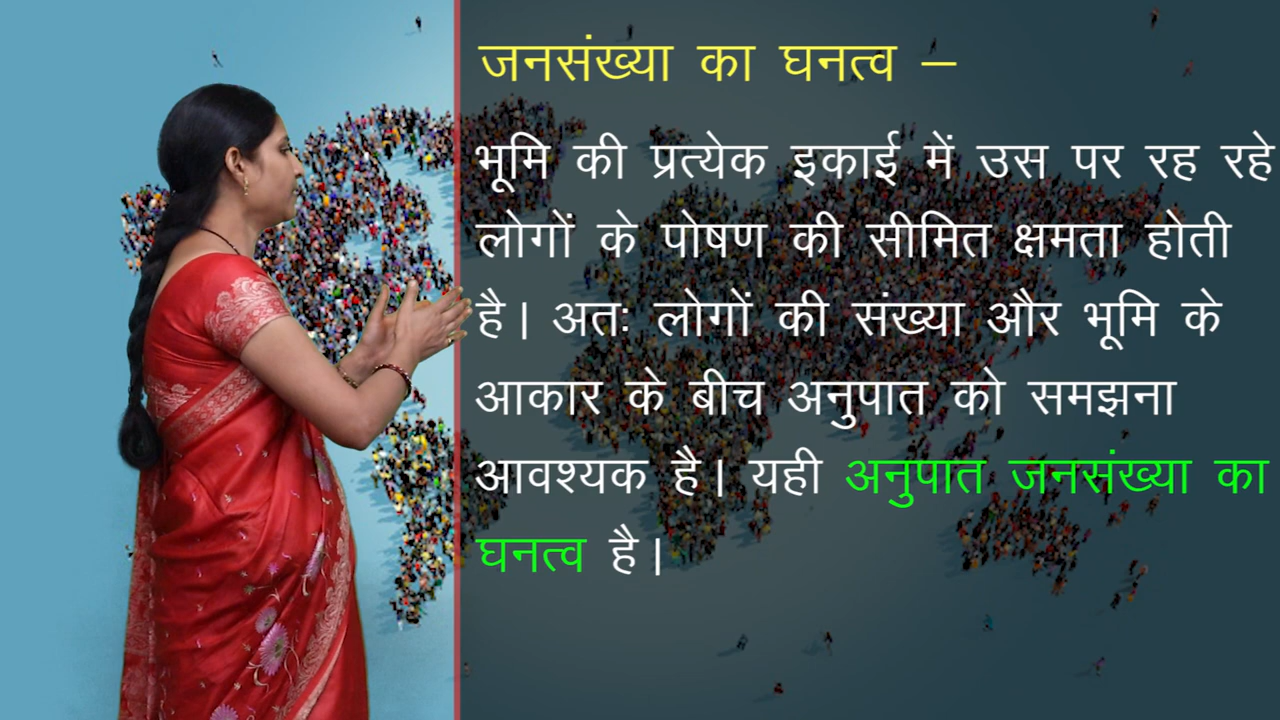 जनसंख्या का घनत्व –
भूमि की प्रत्येक इकाई में उस पर रह रहे
लोगों के पोषण की सीमित क्षमता होती
है। अतः लोगों की संख्या और भूमि के
आकार के बीच अनुपात को समझना
आवश्यक है। यही अनुपात जनसंख्या का
घनत्व है।